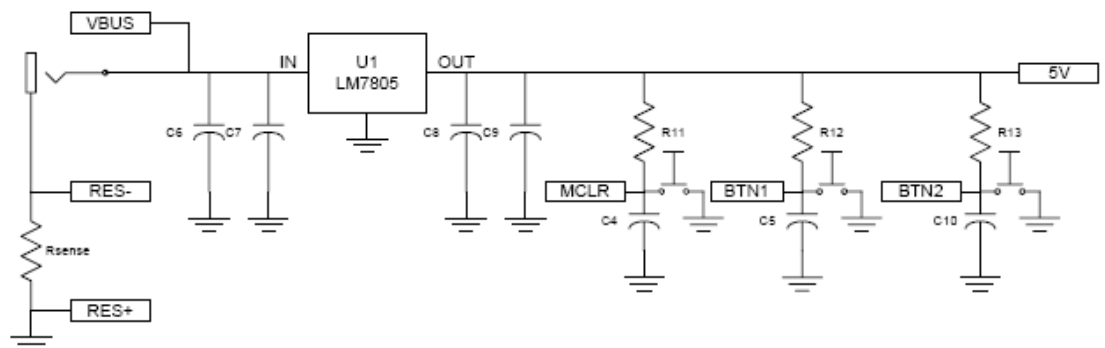 VBUS
IN
U1
LM7805
OUT
5V
C6
C7
C8
C9
R11
R12
R13
RES-
MCLR
BTN1
BTN2
C4
C5
C10
Rsense
RES+